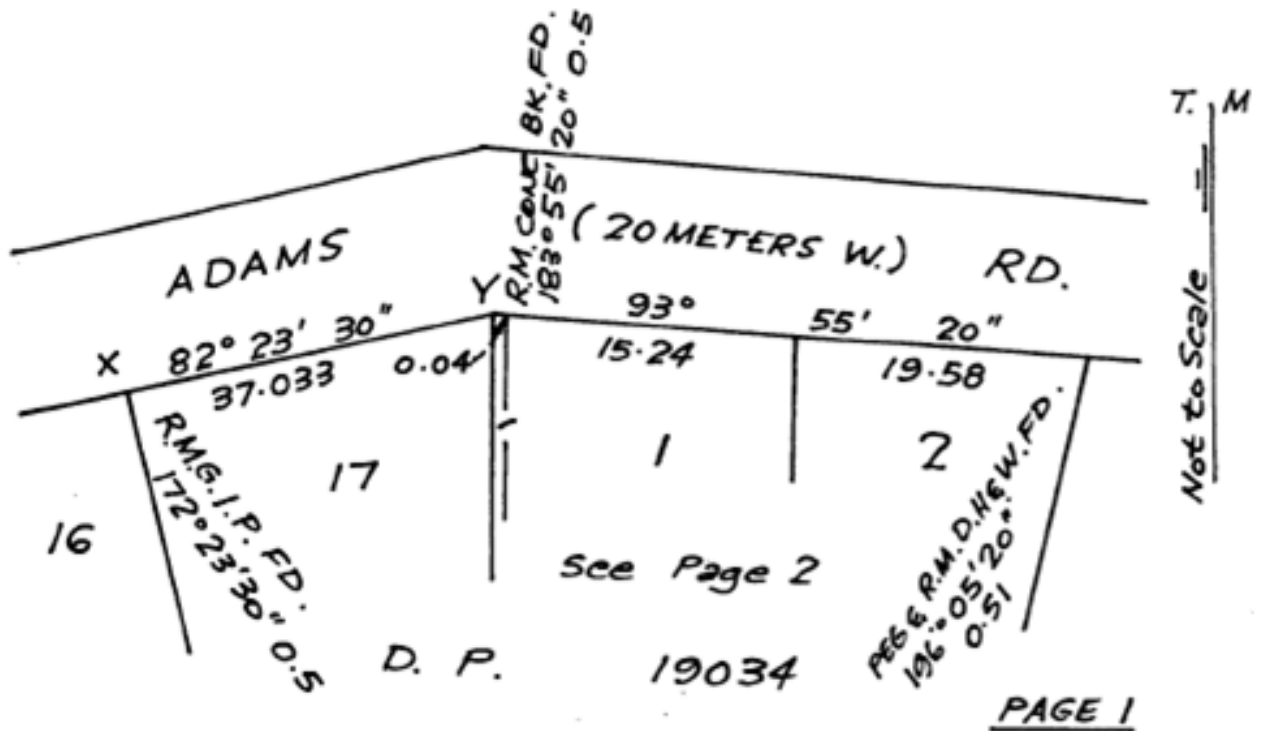 R.M. CONC BK. FD.
183° 55' 20" 0.5
T. M
ADAMS (20 METERS W.) RD.
Y
X 82° 23' 30" 93° 55' 20"
37.033 0.04 15.24 19.58
Not to Scale
R.M.G.I.P. FD.
172° 23' 30" 0.5
16
17
1
2
PEG & R.M. D.H&W. FD.
196° 05' 20"
0.51
See Page 2
D. P. 19034
PAGE 1